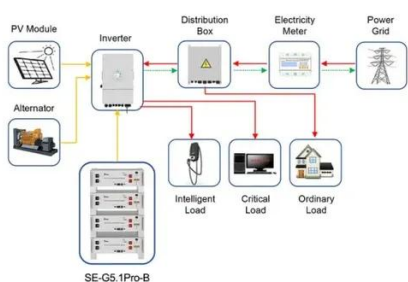 PV Module
Inverter
Distribution
Box
Electricity
Meter
Power
Grid
Alternator
Intelligent
Load
Critical
Load
Ordinary
Load
SE-G5.1Pro-B